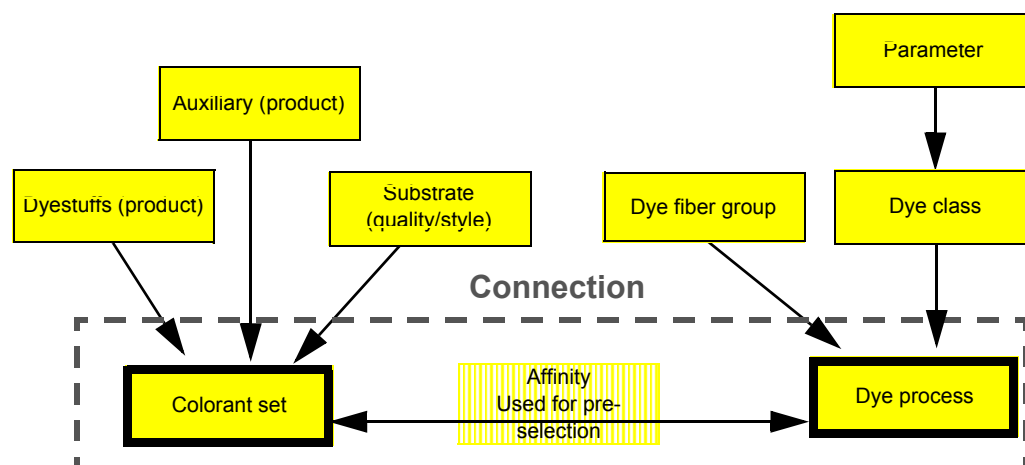 Parameter
Auxiliary (product)
Dyestuffs (product)
Substrate
(quality/style)
Dye fiber group
Dye class
Connection
Colorant set
Affinity
Used for pre-
selection
Dye process